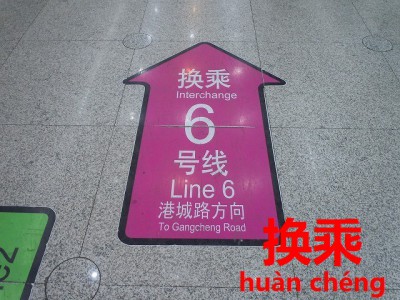 换乘
Interchange
6
号线
Line 6
港城路方向
To Gangcheng Road
换乘
huàn chéng